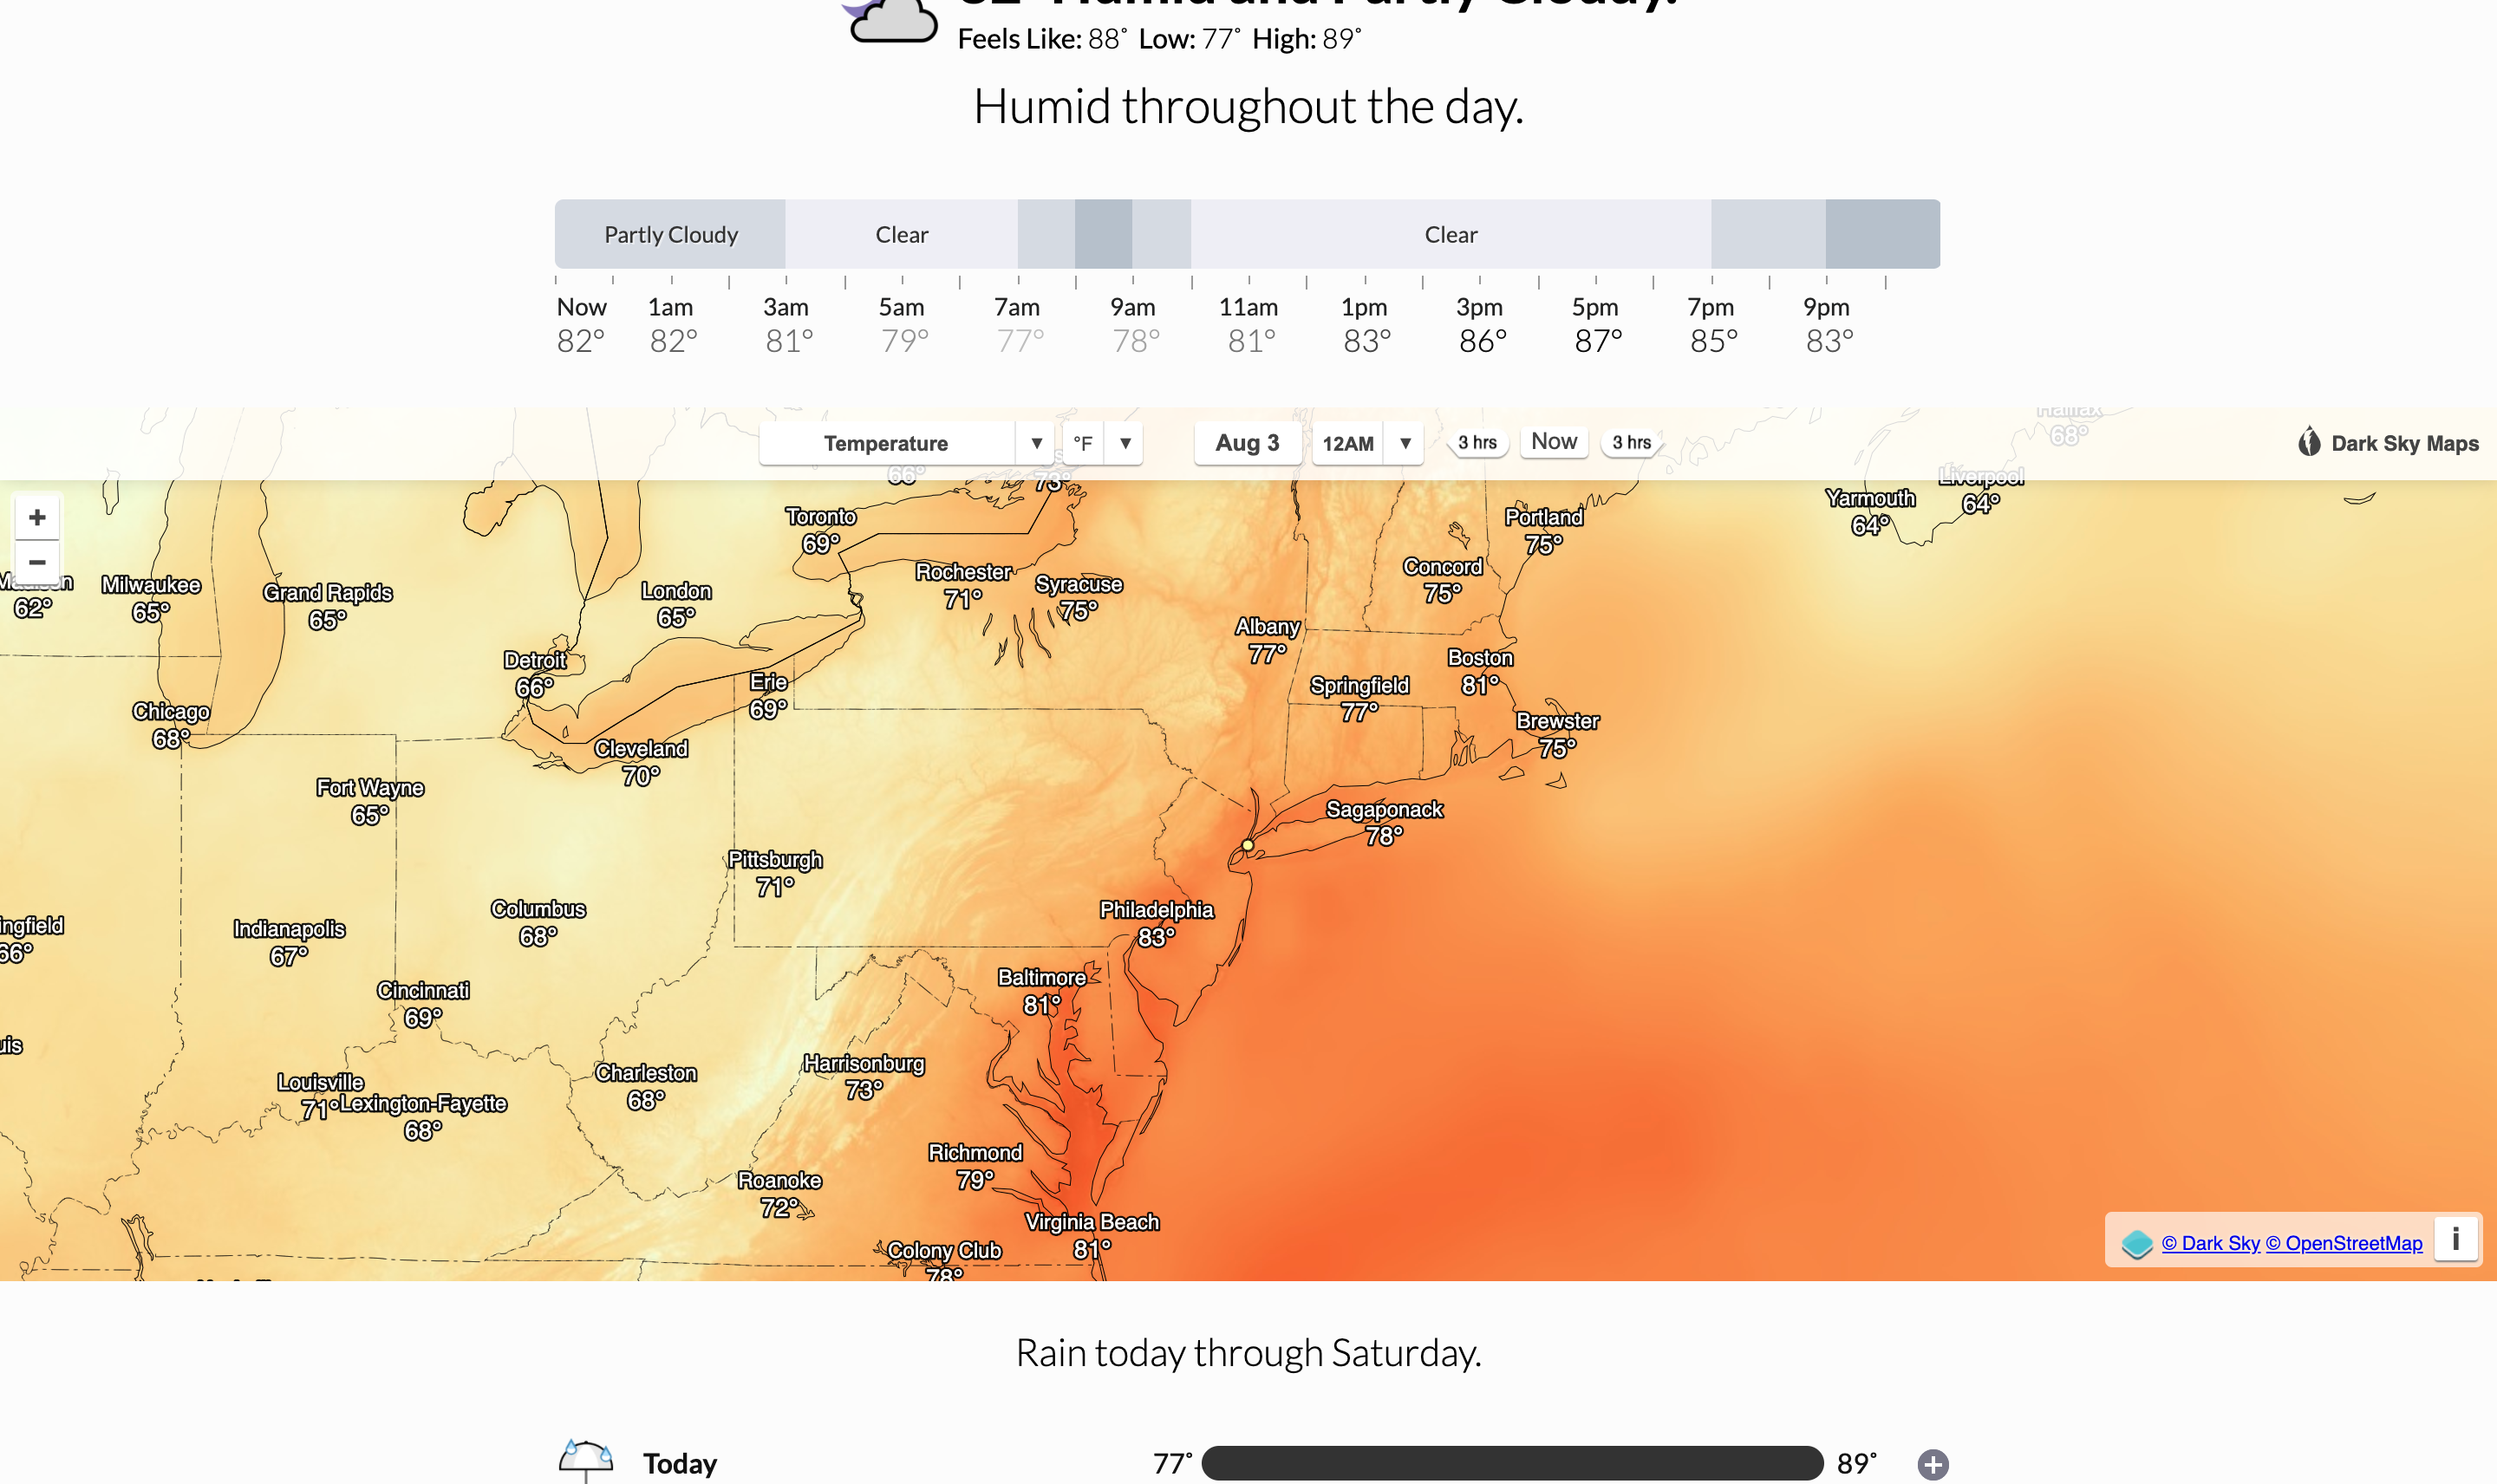 82° Humid and Partly Cloudy.
Feels Like: 88° Low: 77° High: 89°
Humid throughout the day.
Partly Cloudy Clear Clear
Now 1am 3am 5am 7am 9am 11am 1pm 3pm 5pm 7pm 9pm
82° 82° 81° 79° 77° 78° 81° 83° 86° 87° 85° 83°
Temperature ▼ °F ▼ Aug 3 12AM ▼ 3 hrs Now 3 hrs
Dark Sky Maps
Halifax
68°
66°
73°
+
−
Liverpool
64°
Yarmouth
64°
Toronto
69°
Portland
75°
Concord
75°
Rochester
71°
Syracuse
75°
62°
Milwaukee
65°
Grand Rapids
65°
London
65°
Albany
77°
Boston
81°
Detroit
66°
Erie
69°
Springfield
77°
Chicago
68°
Brewster
75°
Cleveland
70°
Fort Wayne
65°
Sagaponack
78°
Pittsburgh
71°
Columbus
68°
Philadelphia
83°
ingfield
66°
Indianapolis
67°
Baltimore
81°
Cincinnati
69°
uis
Harrisonburg
73°
Charleston
68°
Louisville
71°
Lexington-Fayette
68°
Richmond
79°
Roanoke
72°
Virginia Beach
81°
Colony Club
78°
© Dark Sky © OpenStreetMap i
Rain today through Saturday.
Today 77° 89° +